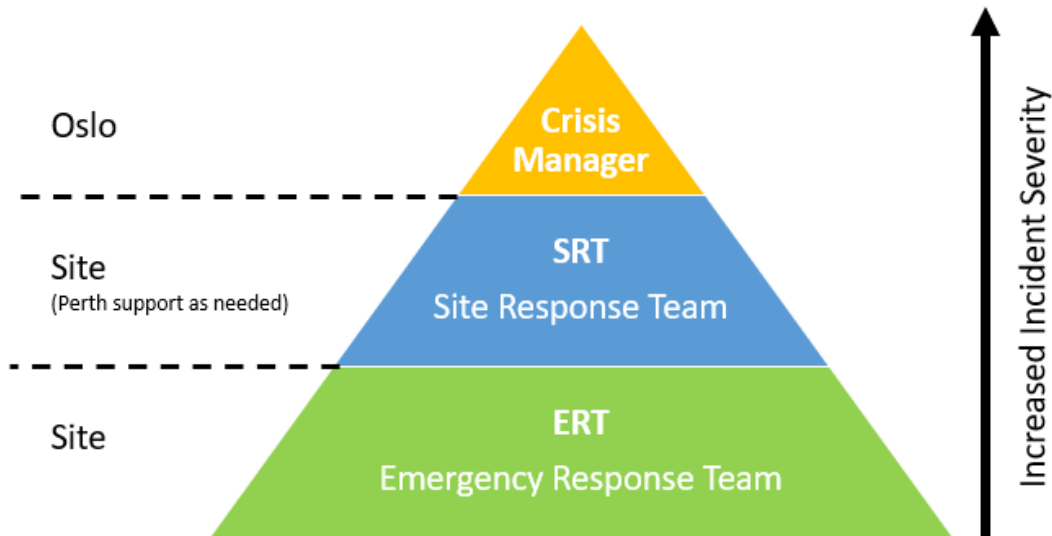 Oslo
Crisis
Manager
Site
(Perth support as needed)
SRT
Site Response Team
Site
ERT
Emergency Response Team
Increased Incident Severity